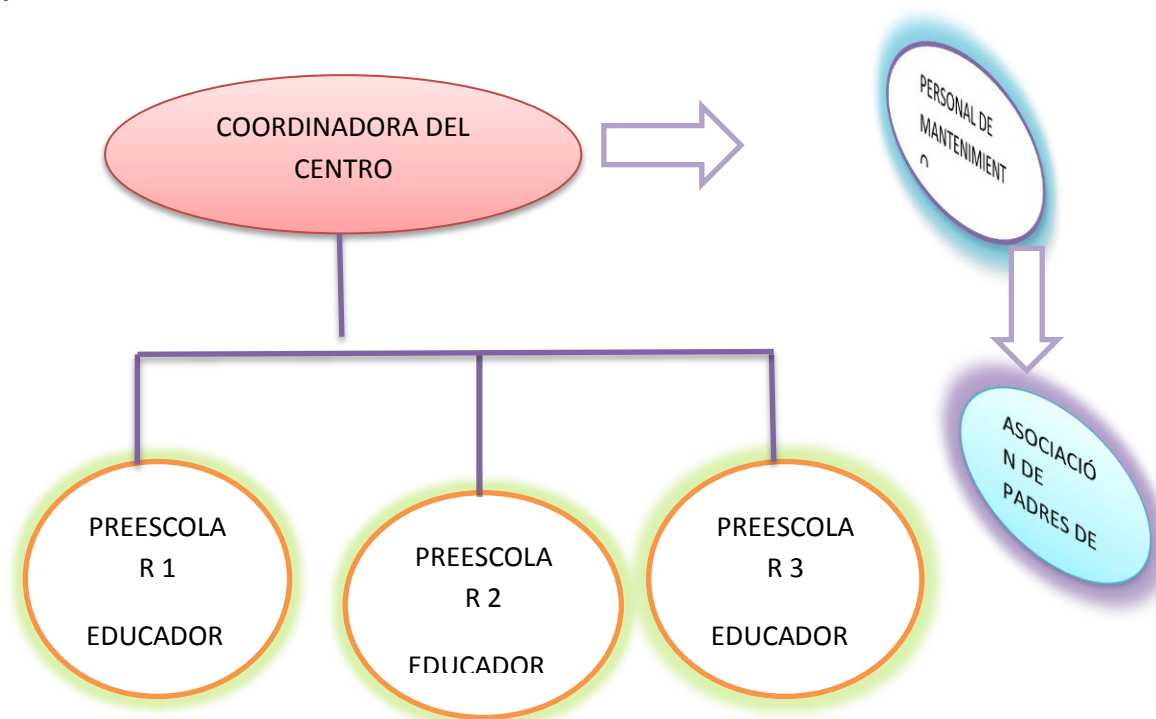 COORDINADORA DEL
CENTRO
PERSONAL DE
MANTENIMIENT
ASOCIACIÓ
N DE
PADRES DE
PREESCOLA
R 1
EDUCADOR
PREESCOLA
R 2
EDUCADOR
PREESCOLA
R 3
EDUCADOR